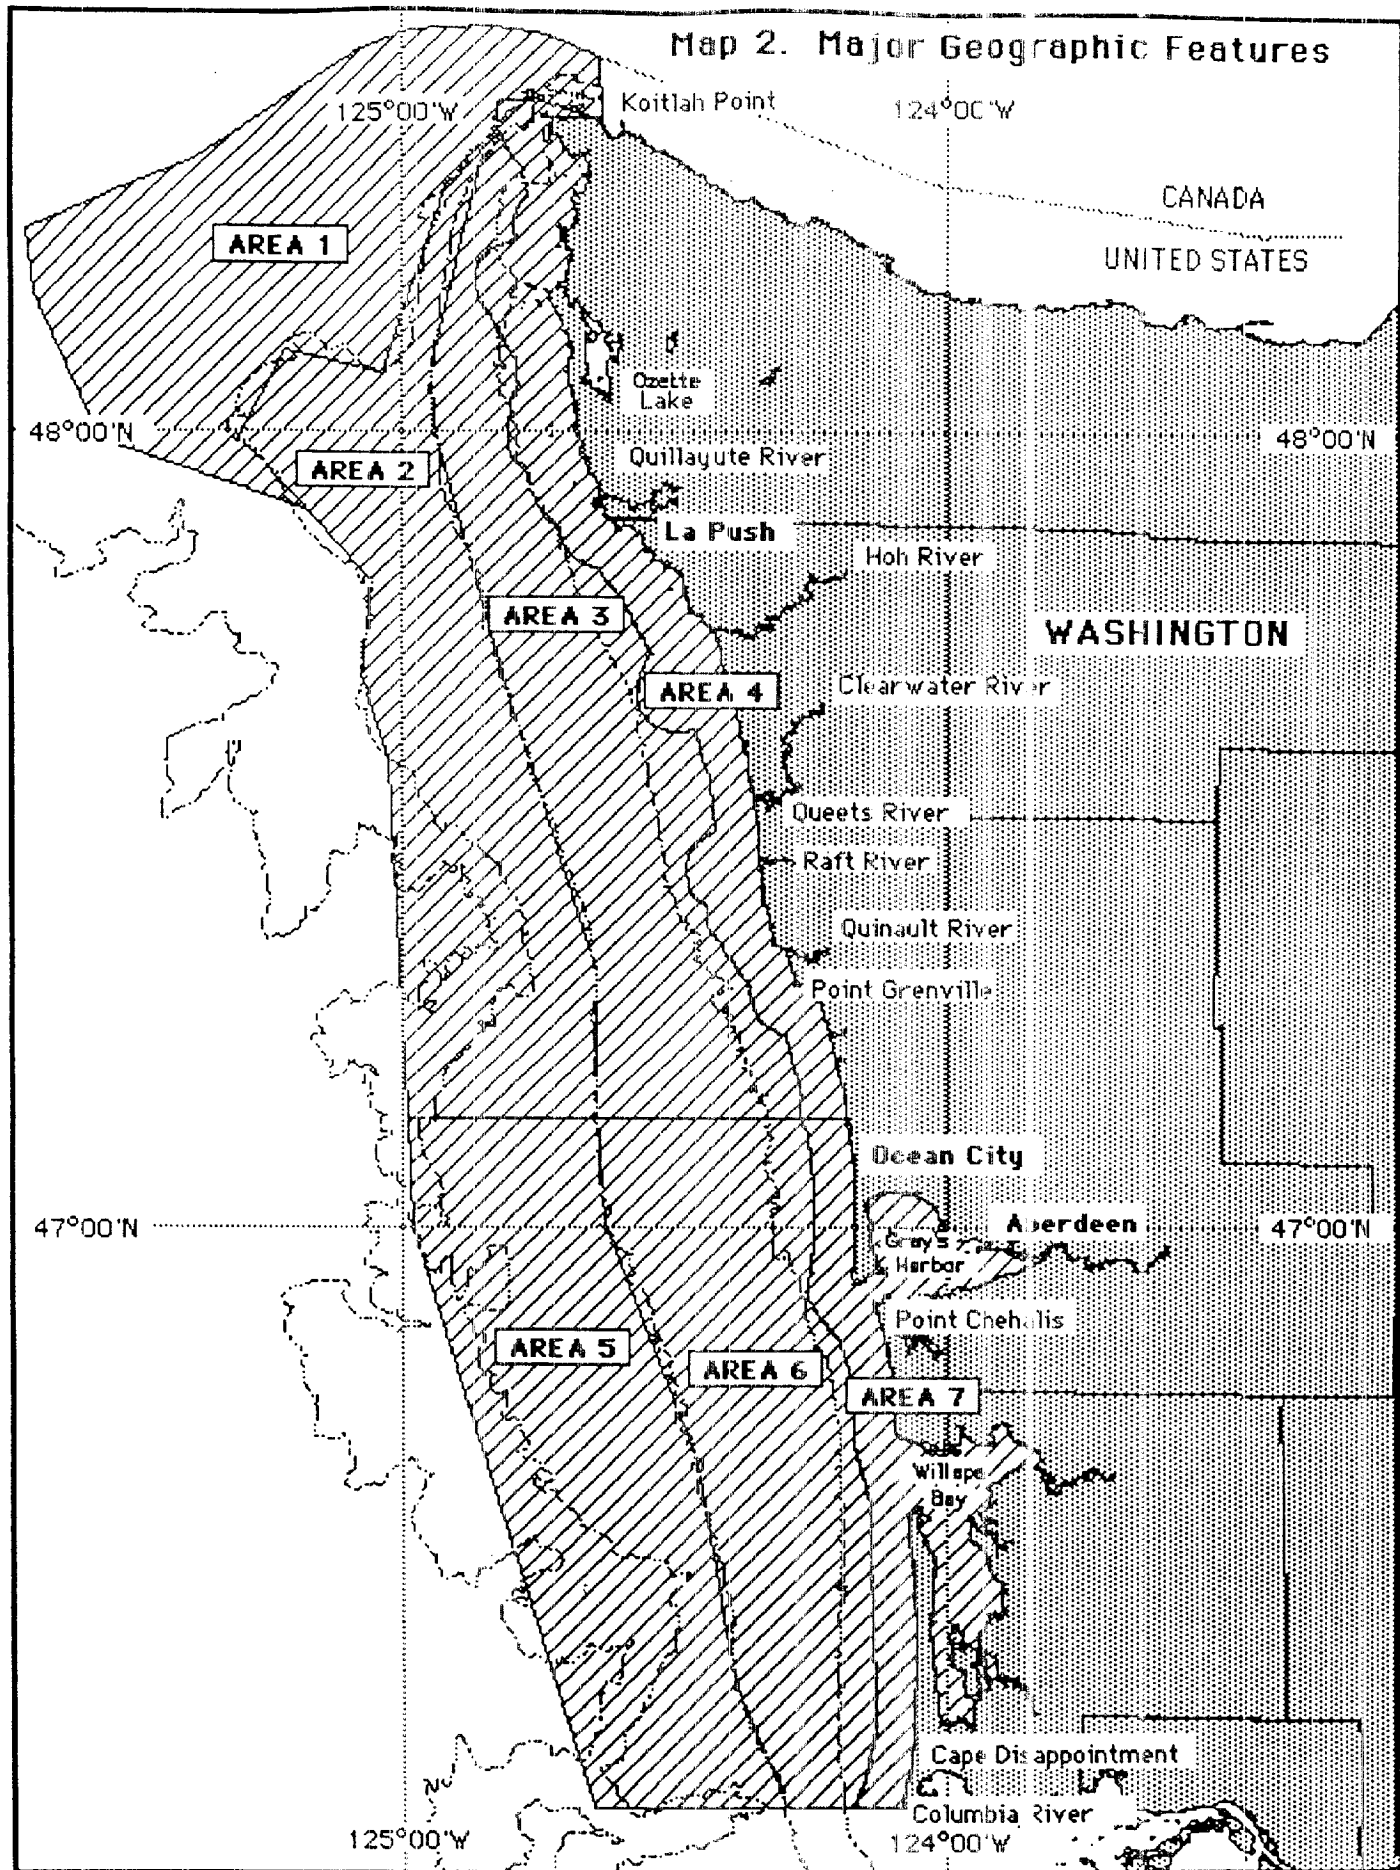 Map 2. Major Geographic Features
Koitlah Point
125°00'W
124°00'W
CANADA
AREA 1
UNITED STATES
Ozette
Lake
48°00'N
48°00'N
Quillayute River
AREA 2
La Push
Hoh River
AREA 3
WASHINGTON
AREA 4
Clearwater River
Queets River
Raft River
Quinault River
Point Grenville
Ocean City
47°00'N
Aberdeen
47°00'N
Grays
Harbor
Point Chehalis
AREA 5
AREA 6
AREA 7
Willapa
Bay
Cape Disappointment
Columbia River
125°00'W
124°00'W